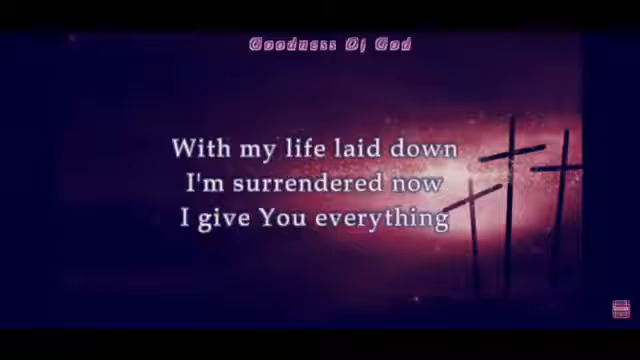 Goodness Of God
With my life laid down
I'm surrendered now
I give You everything